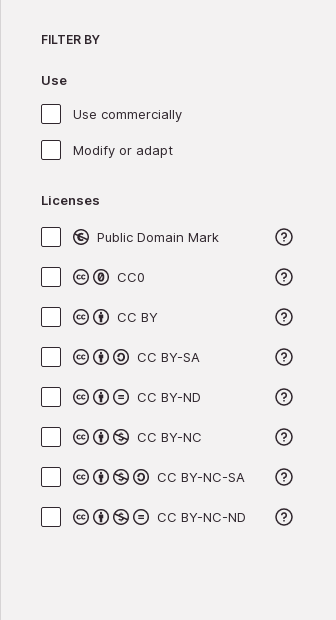 FILTER BY
Use
Use commercially
Modify or adapt
Licenses
Public Domain Mark
CC0
CC BY
CC BY-SA
CC BY-ND
CC BY-NC
CC BY-NC-SA
CC BY-NC-ND